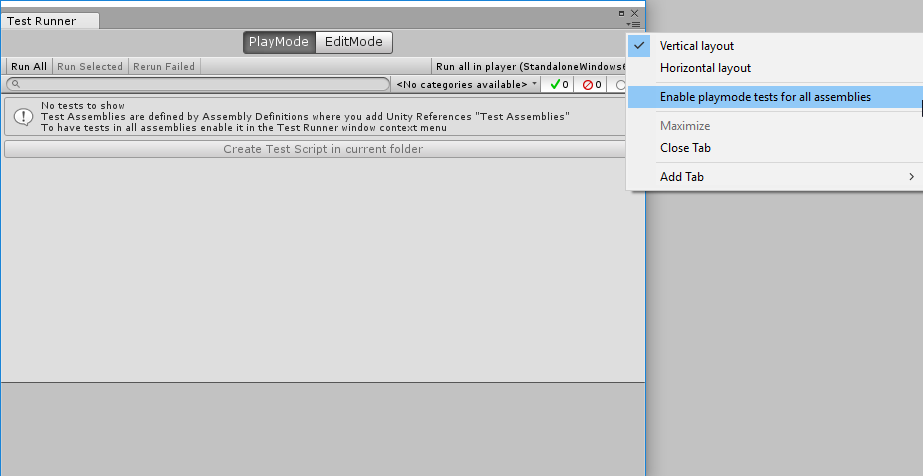 Test Runner
PlayMode EditMode
Run All Run Selected Rerun Failed Run all in player (StandaloneWindows6
<No categories available> 0 0
No tests to show
Test Assemblies are defined by Assembly Definitions where you add Unity References "Test Assemblies"
To have tests in all assemblies enable it in the Test Runner window context menu
Create Test Script in current folder
Vertical layout
Horizontal layout
Enable playmode tests for all assemblies
Maximize
Close Tab
Add Tab